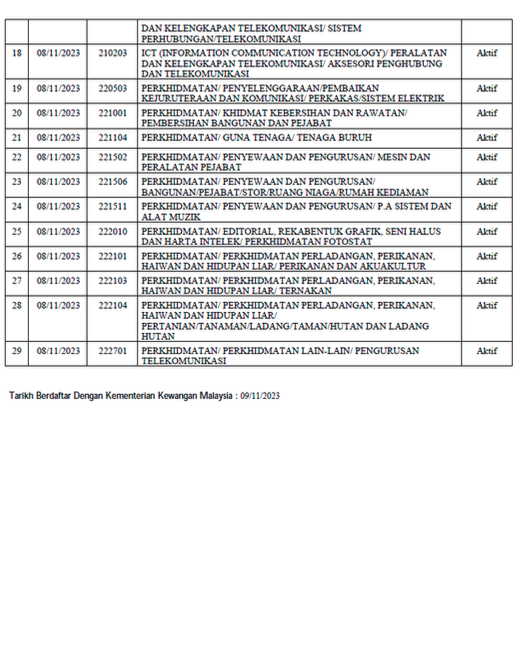 DAN KELENGKAPAN TELEKOMUNIKASI/ SISTEM
PERHUBUNGAN/TELEKOMUNIKASI
18 08/11/2023 210203 ICT (INFORMATION COMMUNICATION TECHNOLOGY)/ PERALATAN Aktif
DAN KELENGKAPAN TELEKOMUNIKASI/ AKSESORI PENGHUBUNG
DAN TELEKOMUNIKASI
19 08/11/2023 220503 PERKHIDMATAN/ PENYELENGGARAAN/PEMBAIKAN Aktif
KEJURUTERAAN DAN KOMUNIKASI/ PERKAKAS/SISTEM ELEKTRIK
20 08/11/2023 221001 PERKHIDMATAN/ KHIDMAT KEBERSIHAN DAN RAWATAN/ Aktif
PEMBERSIHAN BANGUNAN DAN PEJABAT
21 08/11/2023 221104 PERKHIDMATAN/ GUNA TENAGA/ TENAGA BURUH Aktif
22 08/11/2023 221502 PERKHIDMATAN/ PENYEWAAN DAN PENGURUSAN/ MESIN DAN Aktif
PERALATAN PEJABAT
23 08/11/2023 221506 PERKHIDMATAN/ PENYEWAAN DAN PENGURUSAN/ Aktif
BANGUNAN/PEJABAT/STOR/RUANG NIAGA/RUMAH KEDIAMAN
24 08/11/2023 221511 PERKHIDMATAN/ PENYEWAAN DAN PENGURUSAN/ P.A SISTEM DAN Aktif
ALAT MUZIK
25 08/11/2023 222010 PERKHIDMATAN/ EDITORIAL, REKABENTUK GRAFIK, SENI HALUS Aktif
DAN HARTA INTELEK/ PERKHIDMATAN FOTOSTAT
26 08/11/2023 222101 PERKHIDMATAN/ PERKHIDMATAN PERLADANGAN, PERIKANAN, Aktif
HAIWAN DAN HIDUPAN LIAR/ PERIKANAN DAN AKUAKULTUR
27 08/11/2023 222103 PERKHIDMATAN/ PERKHIDMATAN PERLADANGAN, PERIKANAN, Aktif
HAIWAN DAN HIDUPAN LIAR/ TERNAKAN
28 08/11/2023 222104 PERKHIDMATAN/ PERKHIDMATAN PERLADANGAN, PERIKANAN, Aktif
HAIWAN DAN HIDUPAN LIAR/
PERTANIAN/TANAMAN/LADANG/TAMAN/HUTAN DAN LADANG
HUTAN
29 08/11/2023 222701 PERKHIDMATAN/ PERKHIDMATAN LAIN-LAIN/ PENGURUSAN Aktif
TELEKOMUNIKASI
Tarikh Berdaftar Dengan Kementerian Kewangan Malaysia : 09/11/2023